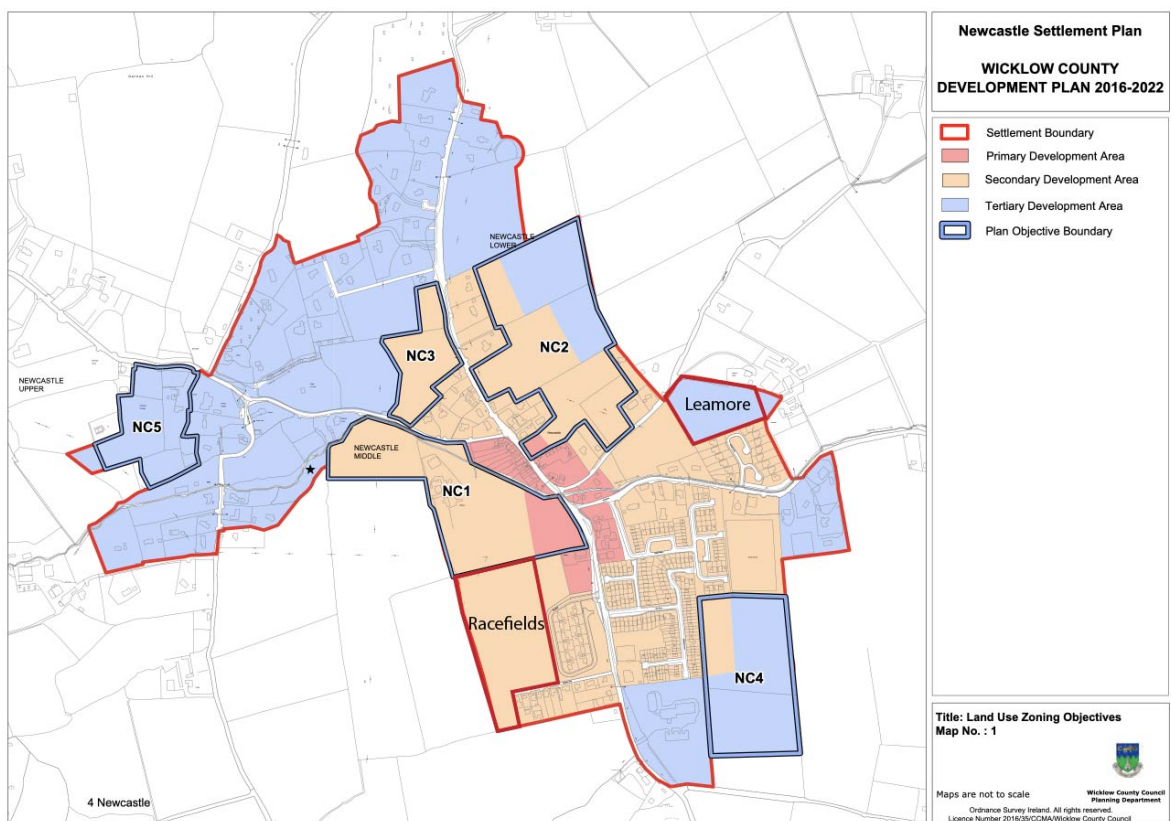 Newcastle Settlement Plan
WICKLOW COUNTY
DEVELOPMENT PLAN 2016-2022
Settlement Boundary
Primary Development Area
Secondary Development Area
Tertiary Development Area
Plan Objective Boundary
NEWCASTLE
LOWER
NC3
NC2
NEWCASTLE
UPPER
NC5
Leamore
NEWCASTLE
MIDDLE
NC1
Racefields
NC4
4 Newcastle
Title: Land Use Zoning Objectives
Map No. : 1
Maps are not to scale
Wicklow County Council
Planning Department
Ordnance Survey Ireland. All rights reserved.
Licence Number 2016/35/CCMA/Wicklow County Council